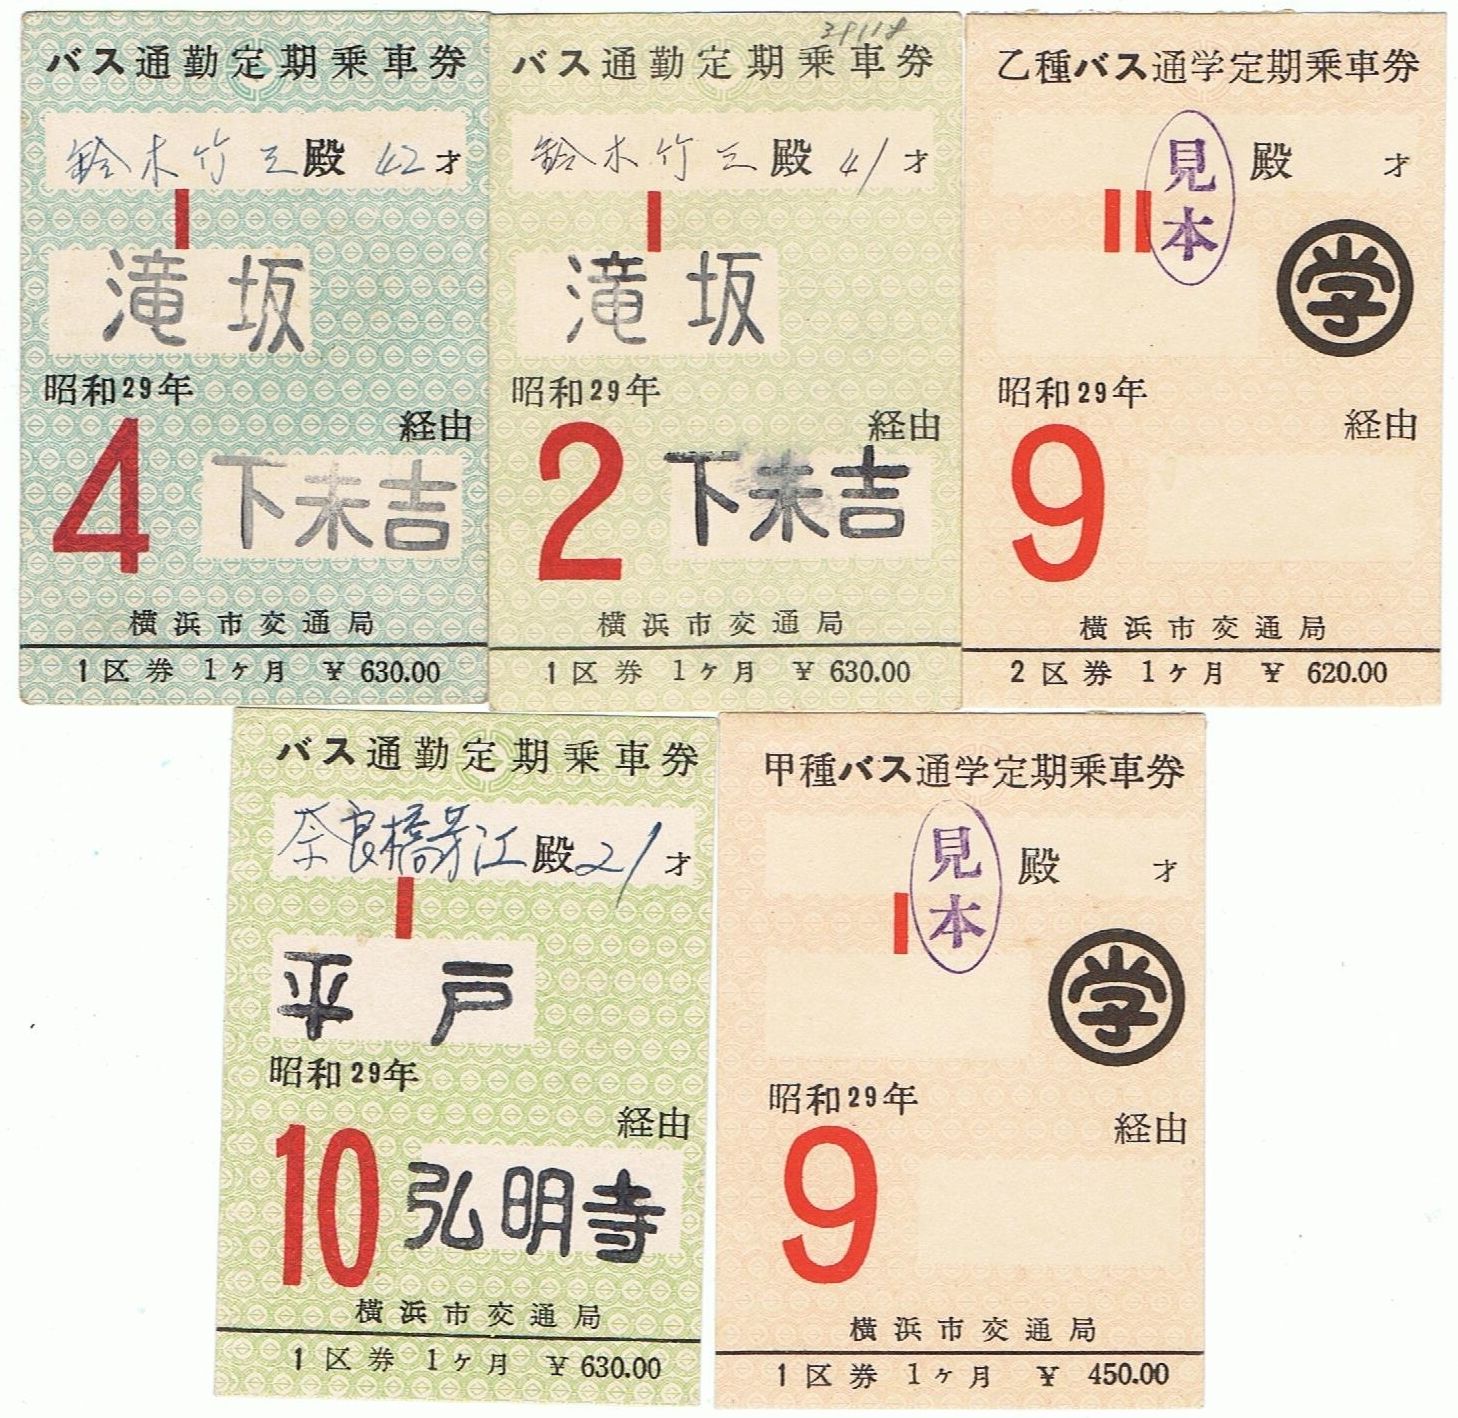 バス通勤定期乗車券
鈴木竹三殿 42才
I
滝坂
昭和29年
経由
4
下末吉
横浜市交通局
1区券 1ヶ月 ¥ 630.00
39118
バス通勤定期乗車券
鈴木竹三殿 41才
I
滝坂
昭和29年
経由
2
下末吉
横浜市交通局
1区券 1ヶ月 ¥ 630.00
乙種バス通学定期乗車券
見本
殿 才
II
学
昭和29年
経由
9
横浜市交通局
2区券 1ヶ月 ¥ 620.00
バス通勤定期乗車券
奈良橋芳江殿 21才
I
平戸
昭和29年
経由
10
弘明寺
横浜市交通局
1区券 1ヶ月 ¥ 630.00
甲種バス通学定期乗車券
見本
殿 才
I
学
昭和29年
経由
9
横浜市交通局
1区券 1ヶ月 ¥ 450.00